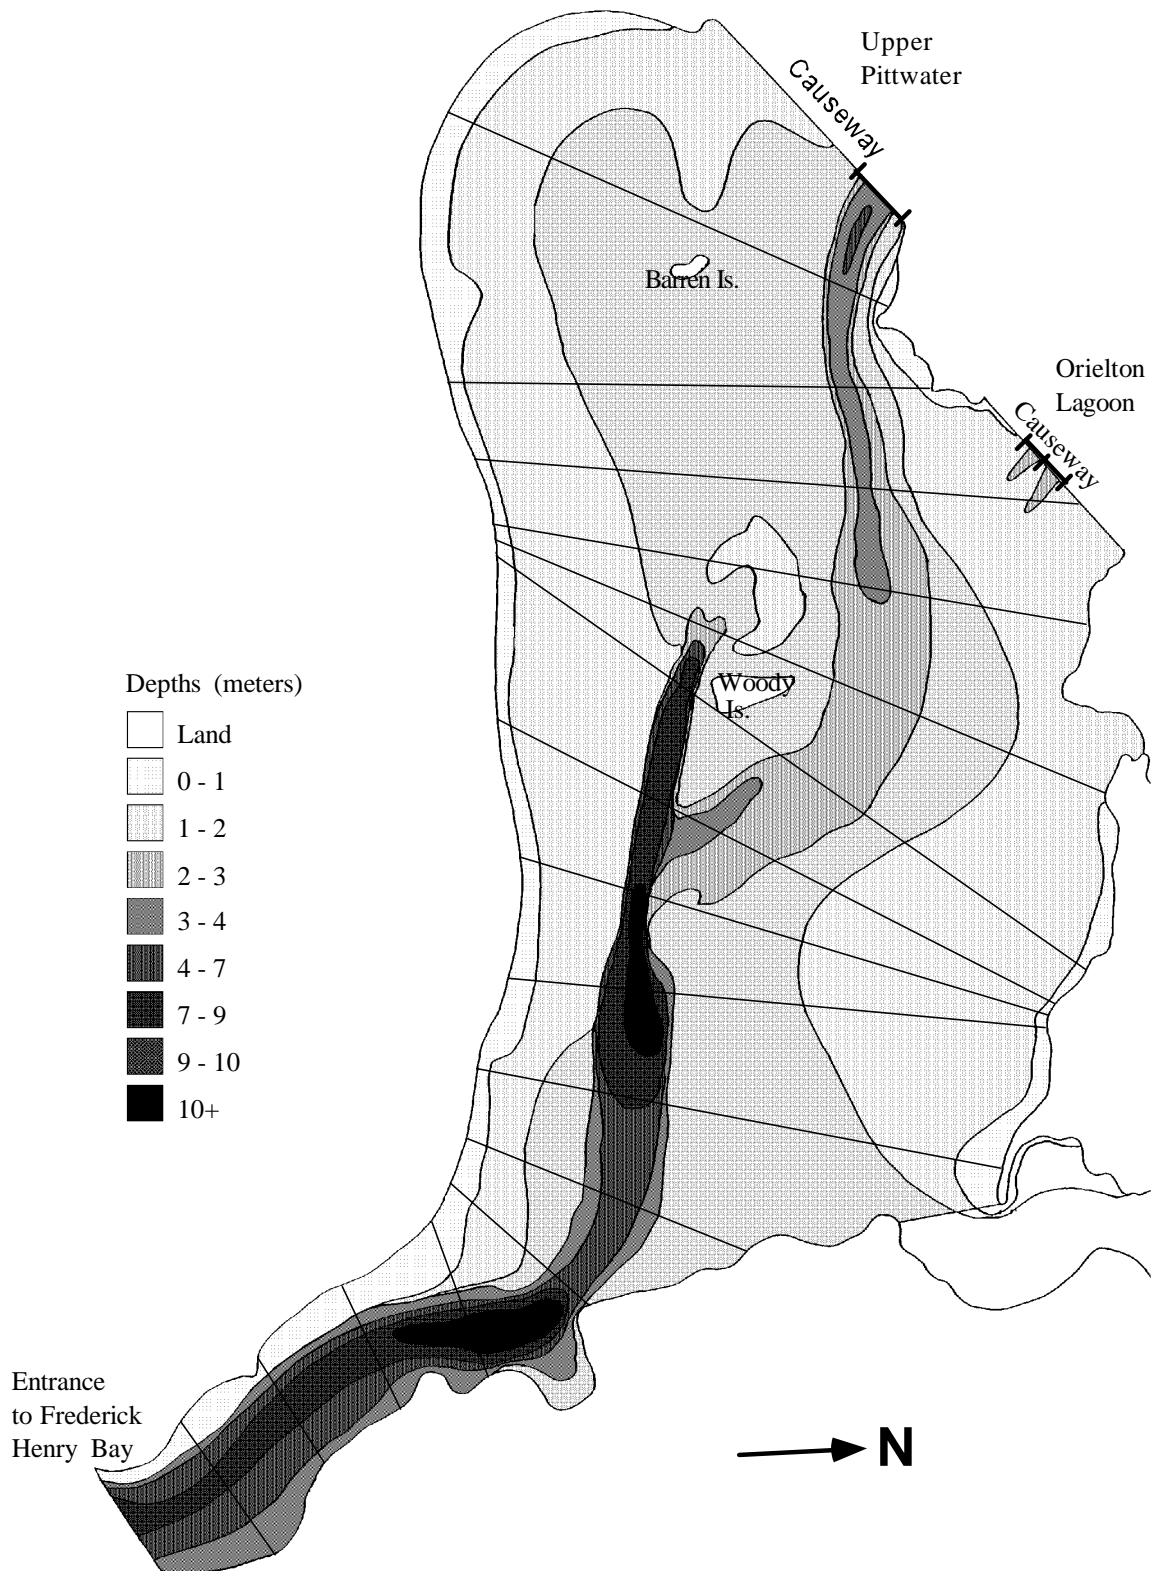 Upper
Pittwater
Causeway
Barren Is.
Orielton
Lagoon
Causeway
Woody
Is.
Depths (meters)
Land
0 - 1
1 - 2
2 - 3
3 - 4
4 - 7
7 - 9
9 - 10
10+
Entrance
to Frederick
Henry Bay
N